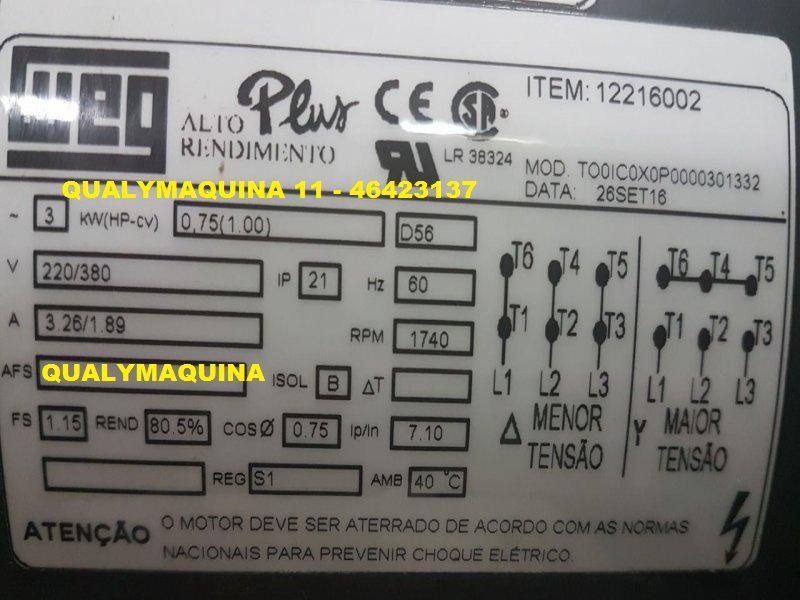 WEG
ALTO Plus
RENDIMENTO
CE
SA
LR 38324
ITEM: 12216002
MOD. TO0IC0X0P0000301332
DATA: 26SET16
QUALYMAQUINA 11 - 46423137
~ 3 KW(HP-cv) 0,75(1.00) D56
V 220/380 IP 21 Hz 60
A 3.26/1.89 RPM 1740
AFS QUALYMAQUINA ISOL B ΔT
FS 1.15 REND 80.5% COSØ 0.75 Ip/In 7.10
REG S1 AMB 40 °C
T6 T4 T5
T1 T2 T3
L1 L2 L3
Δ MENOR
TENSÃO
T6 T4 T5
T1 T2 T3
L1 L2 L3
Y MAIOR
TENSÃO
ATENÇÃO O MOTOR DEVE SER ATERRADO DE ACORDO COM AS NORMAS
NACIONAIS PARA PREVENIR CHOQUE ELÉTRICO.